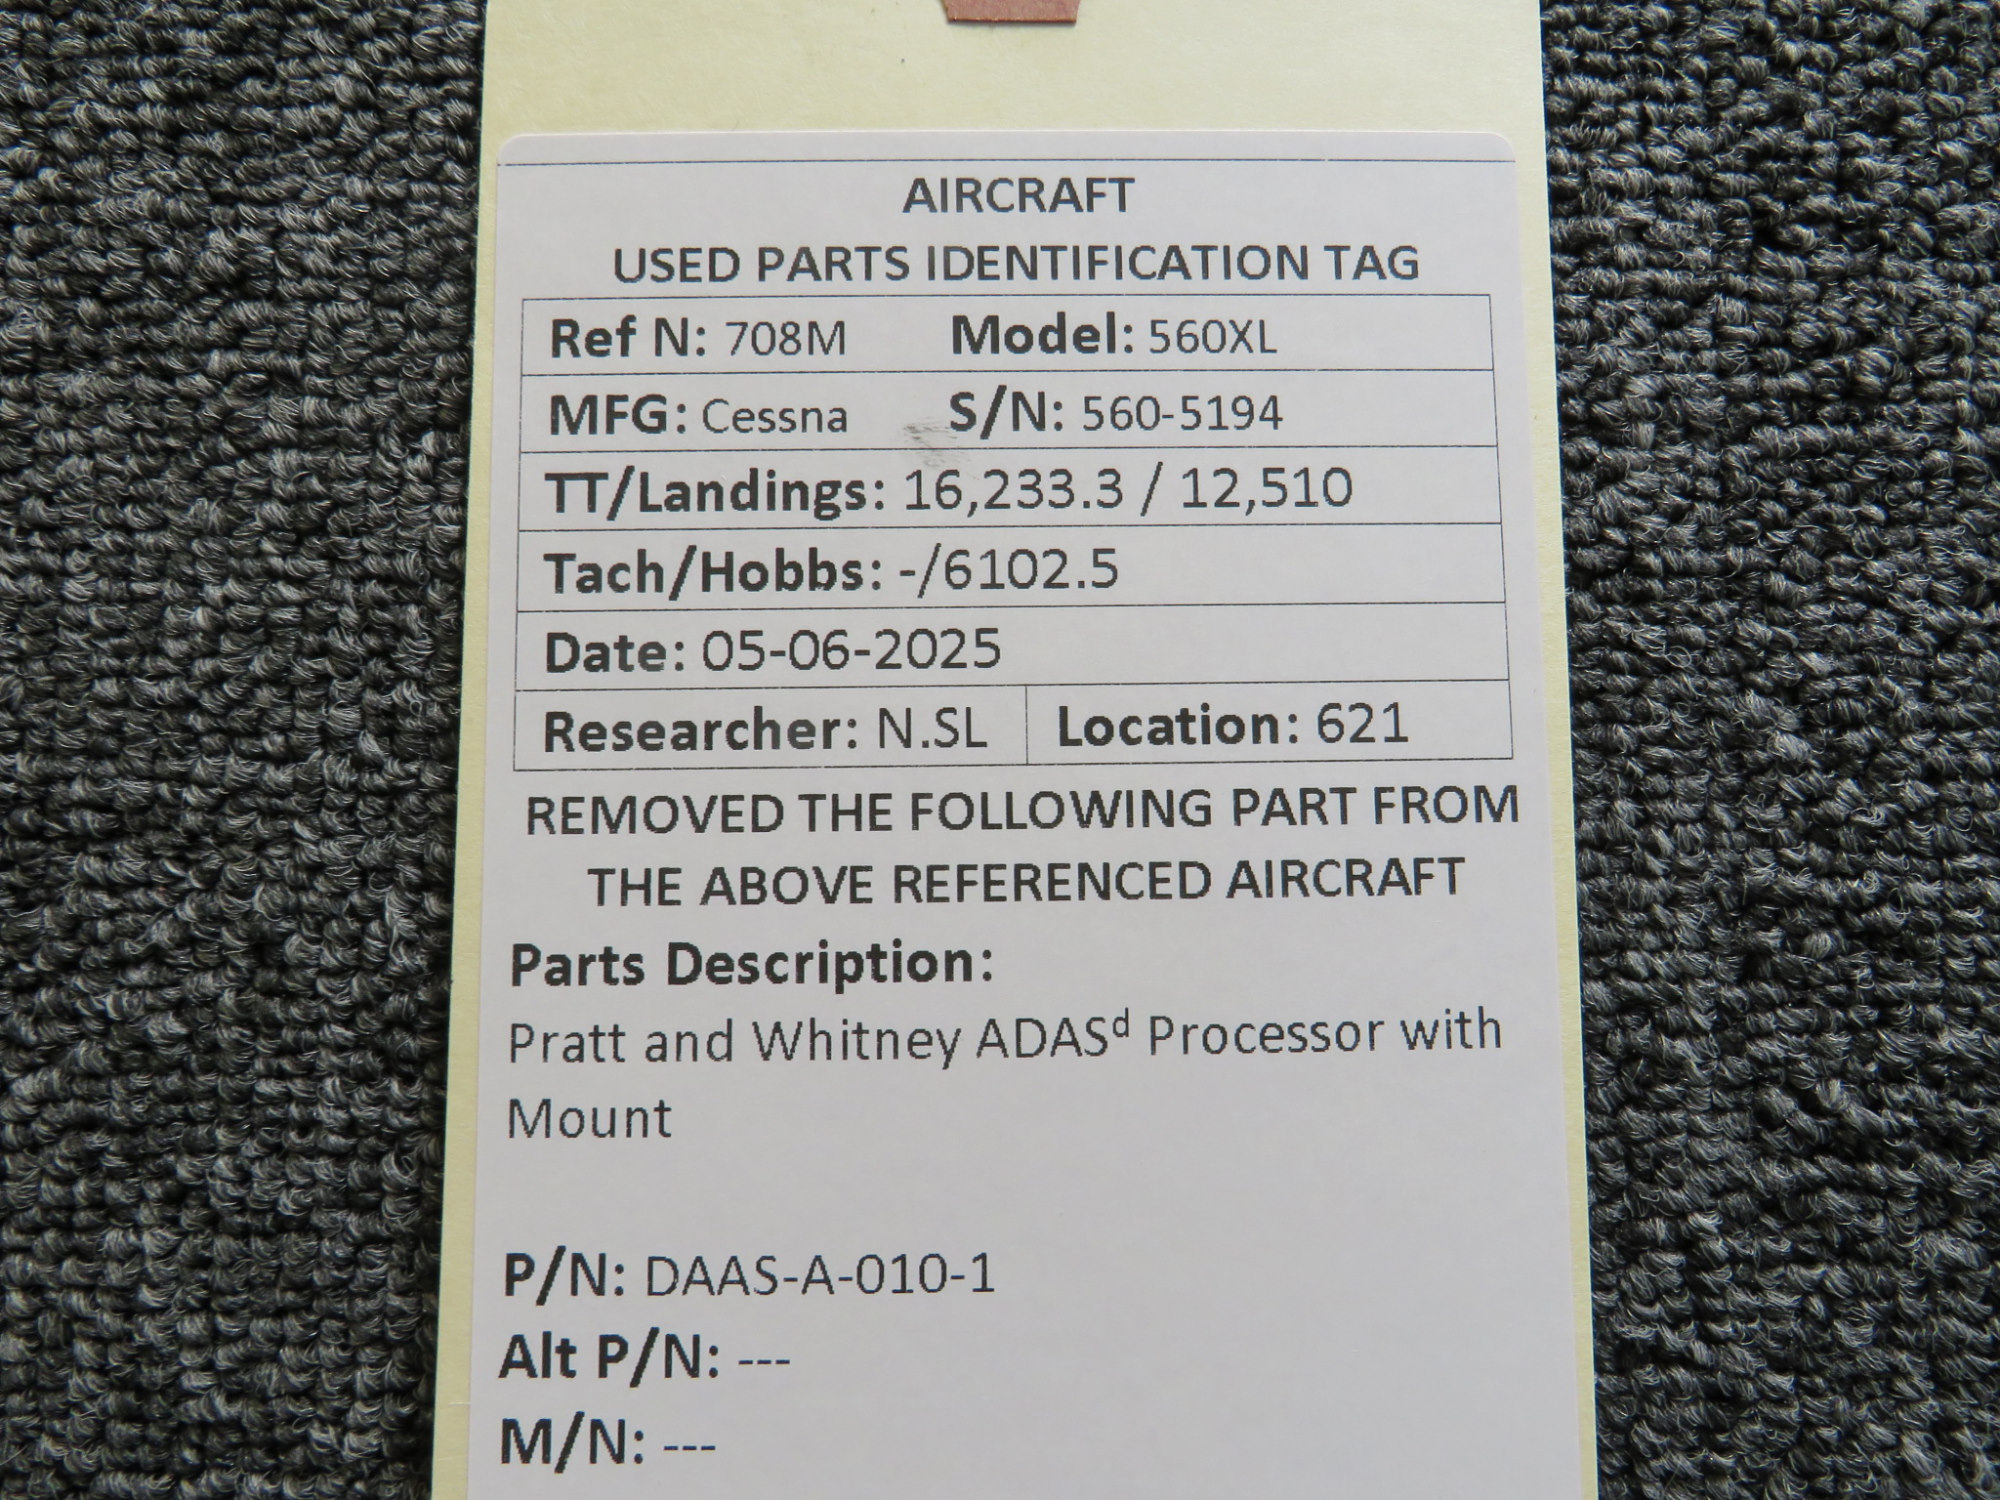 AIRCRAFT
USED PARTS IDENTIFICATION TAG
Ref N: 708M Model: 560XL
MFG: Cessna S/N: 560-5194
TT/Landings: 16,233.3 / 12,510
Tach/Hobbs: -/6102.5
Date: 05-06-2025
Researcher: N.SL Location: 621
REMOVED THE FOLLOWING PART FROM
THE ABOVE REFERENCED AIRCRAFT
Parts Description:
Pratt and Whitney ADASᵈ Processor with
Mount
P/N: DAAS-A-010-1
Alt P/N: ---
M/N: ---